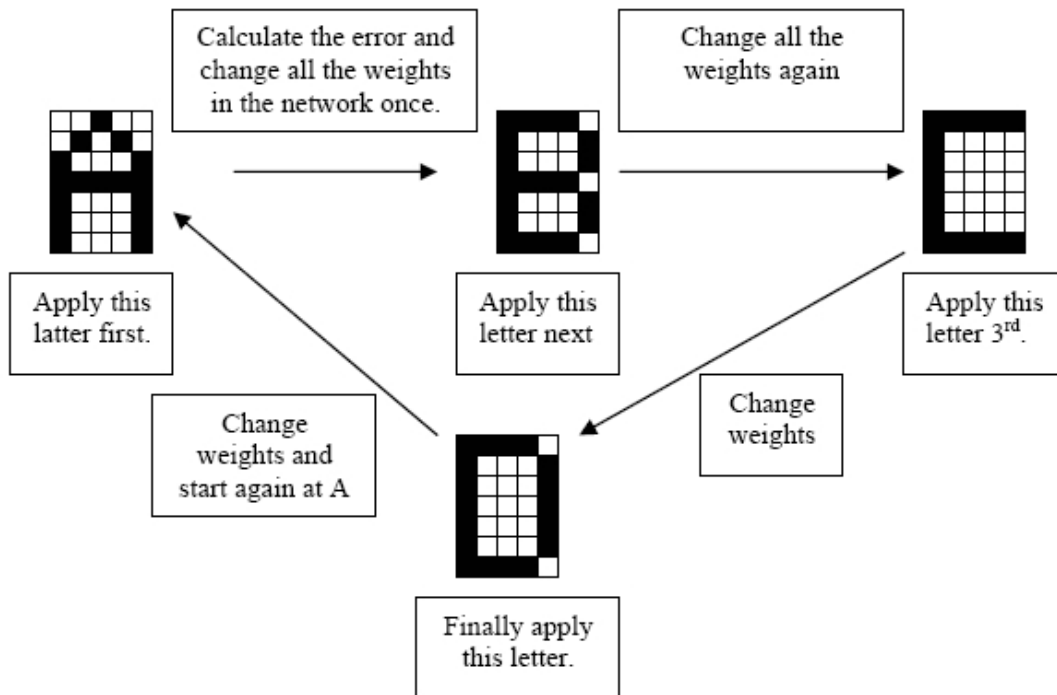 Calculate the error and
change all the weights
in the network once.
Change all the
weights again
Apply this
latter first.
Apply this
letter next
Apply this
letter 3rd.
Change
weights and
start again at A
Change
weights
Finally apply
this letter.